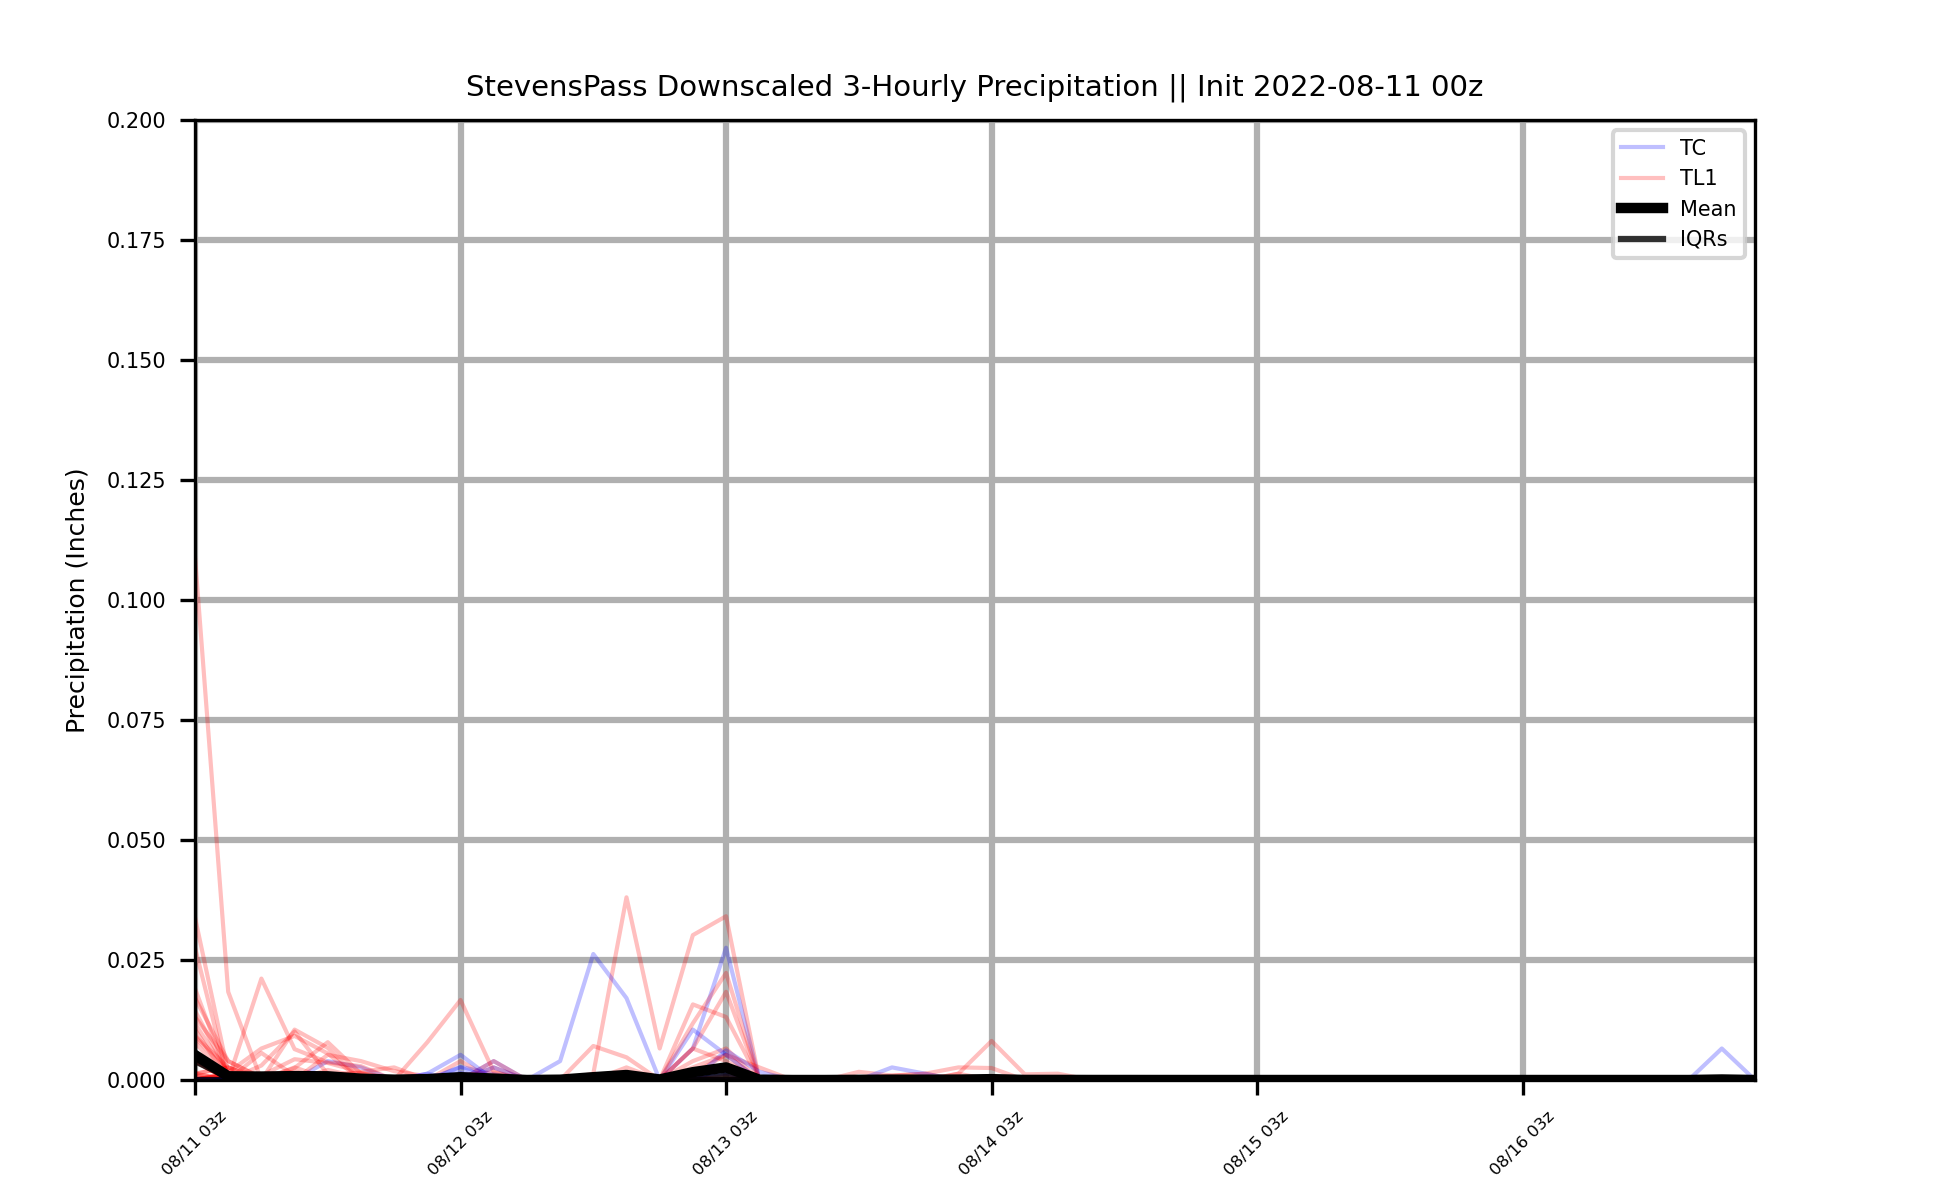 StevensPass Downscaled 3-Hourly Precipitation || Init 2022-08-11 00z
TC
TL1
Mean
IQRs
Precipitation (Inches)
0.200
0.175
0.150
0.125
0.100
0.075
0.050
0.025
0.000
08/11 03z
08/12 03z
08/13 03z
08/14 03z
08/15 03z
08/16 03z